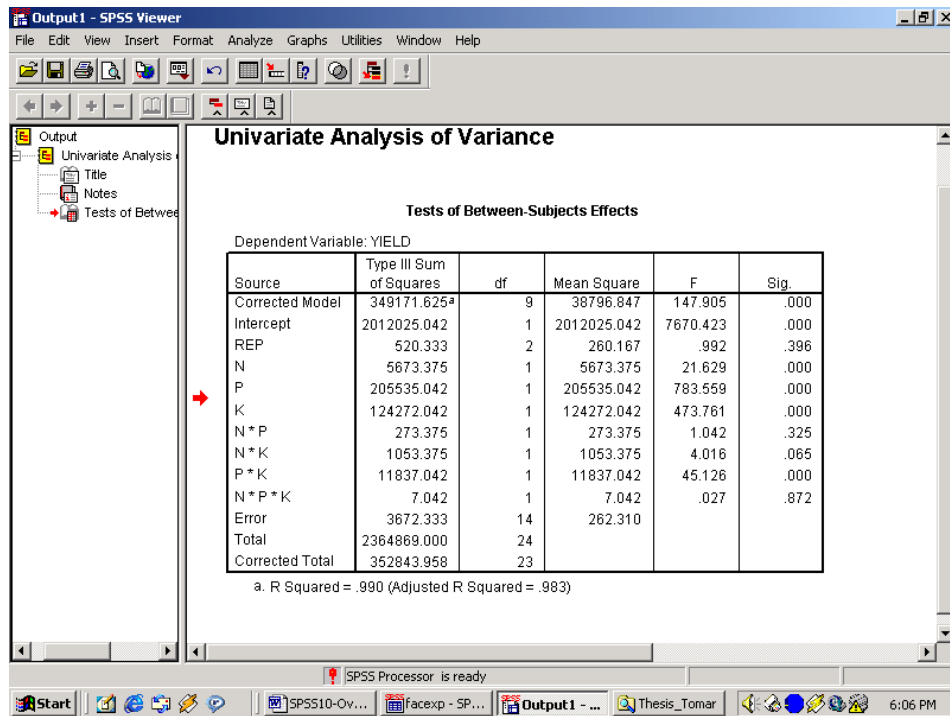 Output1 - SPSS Viewer
File Edit View Insert Format Analyze Graphs Utilities Window Help
Output
Univariate Analysis
Title
Notes
Tests of Betwee
Univariate Analysis of Variance
Tests of Between-Subjects Effects
Dependent Variable: YIELD
Source Type III Sum of Squares df Mean Square F Sig.
Corrected Model 349171.625a 9 38796.847 147.905 .000
Intercept 2012025.042 1 2012025.042 7670.423 .000
REP 520.333 2 260.167 .992 .396
N 5673.375 1 5673.375 21.629 .000
P 205535.042 1 205535.042 783.559 .000
K 124272.042 1 124272.042 473.761 .000
N * P 273.375 1 273.375 1.042 .325
N * K 1053.375 1 1053.375 4.016 .065
P * K 11837.042 1 11837.042 45.126 .000
N * P * K 7.042 1 7.042 .027 .872
Error 3672.333 14 262.310
Total 2364869.000 24
Corrected Total 352843.958 23
a. R Squared = .990 (Adjusted R Squared = .983)
SPSS Processor is ready
Start SPSS10-Ov... facexp - SP... Output1 - ... Thesis_Tomar 6:06 PM